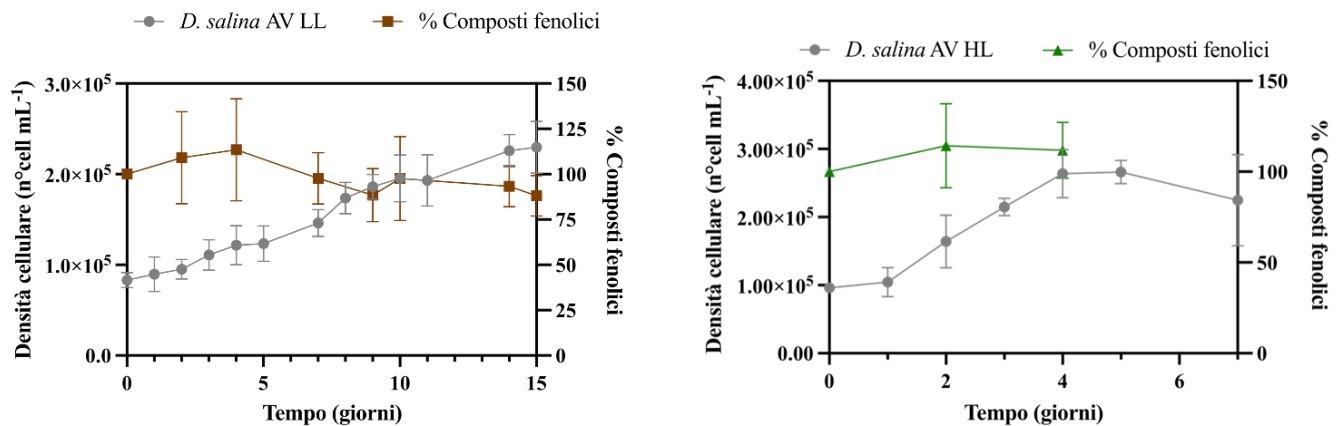 D. salina AV LL
% Composti fenolici
3.0×10⁵
2.0×10⁵
1.0×10⁵
0.0
Densità cellulare (n°cell mL⁻¹)
150
125
100
75
50
25
0
% Composti fenolici
0
5
10
15
Tempo (giorni)
D. salina AV HL
% Composti fenolici
4.00×10⁵
3.00×10⁵
2.00×10⁵
1.00×10⁵
0.00
Densità cellulare (n°cell mL⁻¹)
150
100
50
0
% Composti fenolici
0
2
4
6
Tempo (giorni)